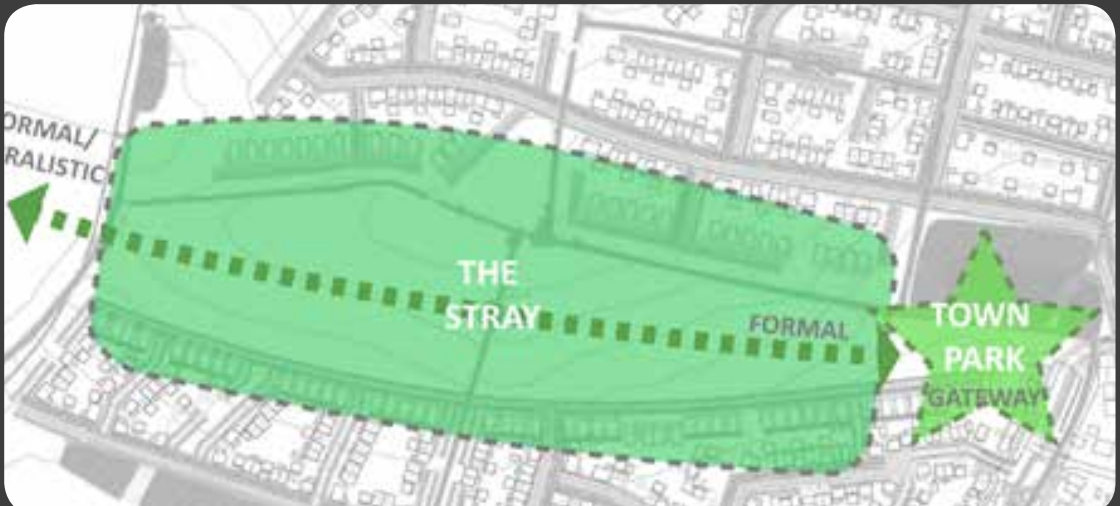 ORMAL/
RALISTIC
THE
STRAY
FORMAL
TOWN
PARK
GATEWAY